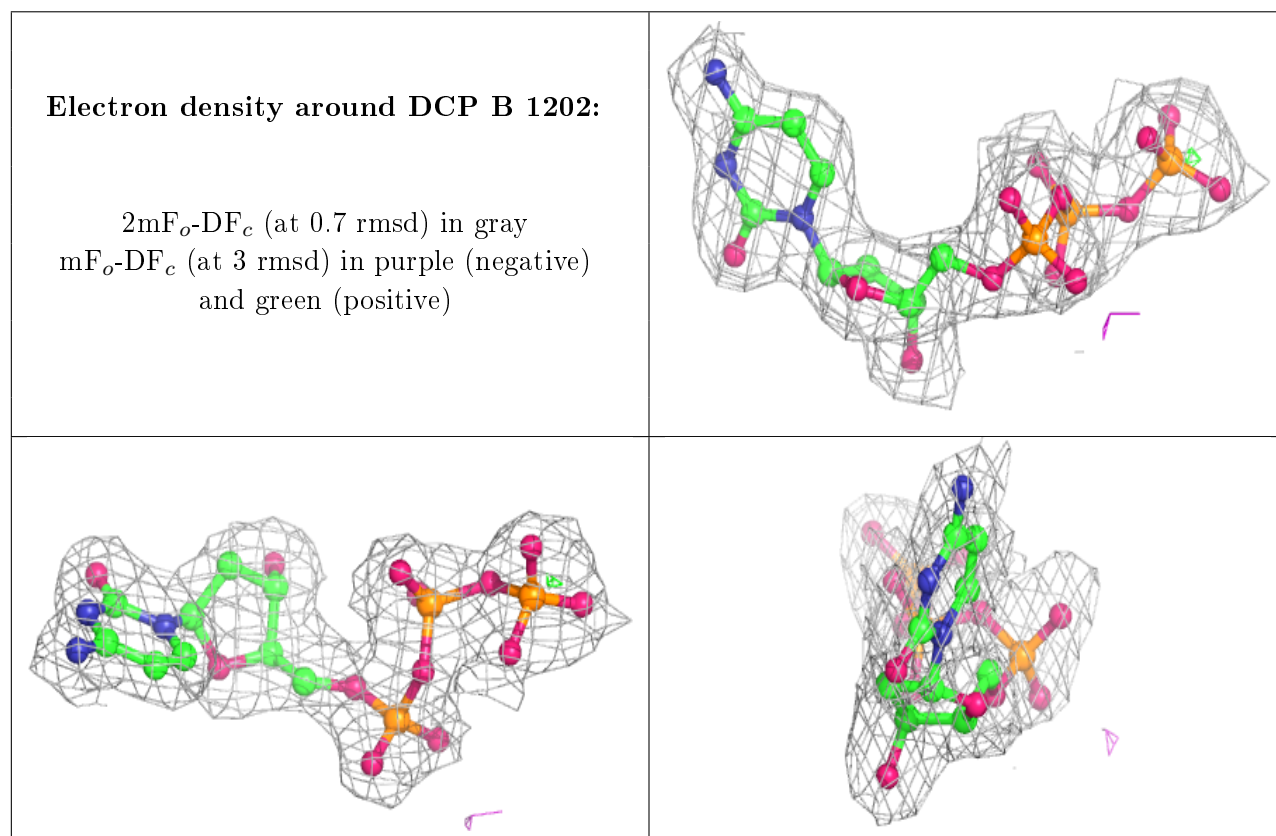 Electron density around DCP B 1202:
2mFₒ-DF𝒸 (at 0.7 rmsd) in gray
mFₒ-DF𝒸 (at 3 rmsd) in purple (negative)
and green (positive)